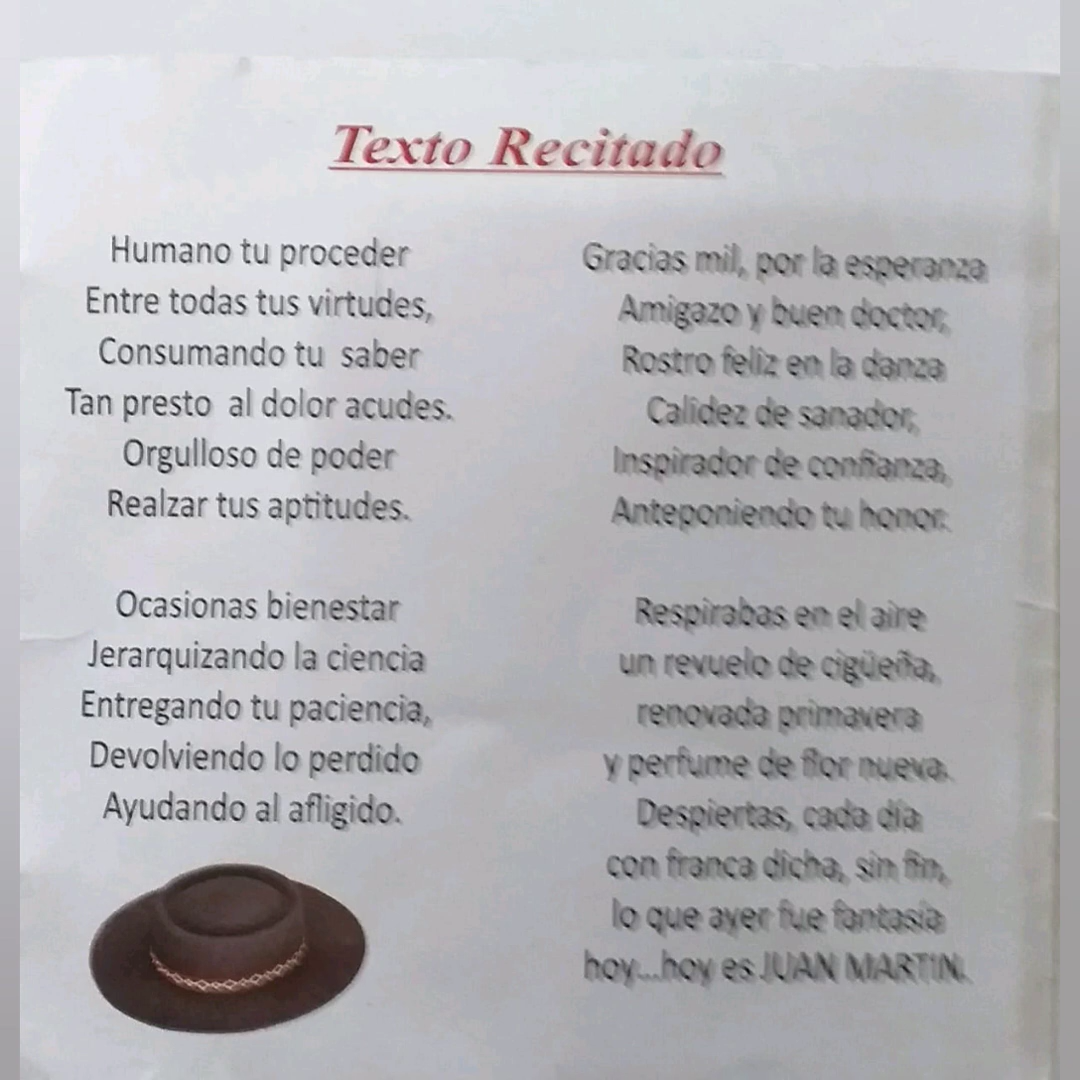 Texto Recitado
Humano tu proceder
Entre todas tus virtudes,
Consumando tu saber
Tan presto al dolor acudes.
Orgulloso de poder
Realzar tus aptitudes.
Ocasionas bienestar
Jerarquizando la ciencia
Entregando tu paciencia,
Devolviendo lo perdido
Ayudando al afligido.
Gracias mil, por la esperanza
Amigazo y buen doctor,
Rostro feliz en la danza
Calidez de sanador,
Inspirador de confianza,
Anteponiendo tu honor.
Respirabas en el aire
un revuelo de cigüeña,
renovada primavera
y perfume de flor nueva.
Despiertas, cada día
con franca dicha, sin fin,
lo que ayer fue fantasía
hoy...hoy es JUAN MARTIN.